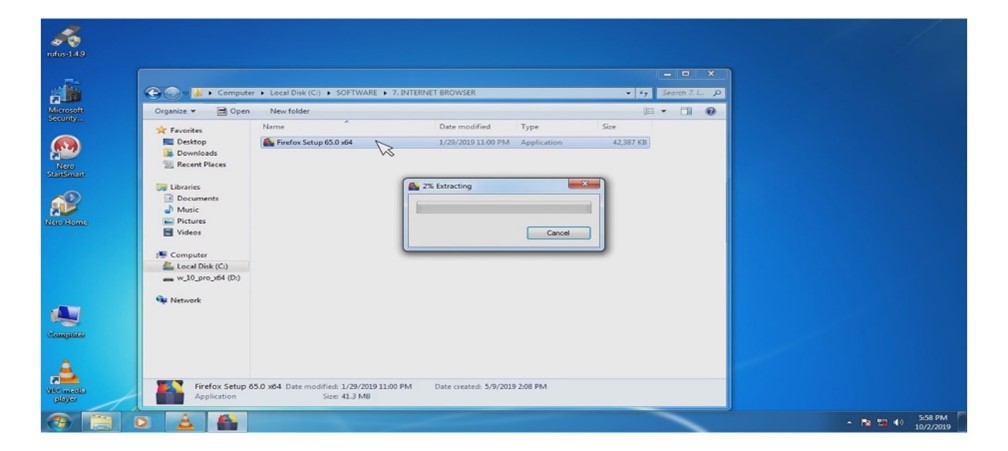 rufus-1.4.9
Microsoft Security...
Nero StartSmart
Nero Home
Computer
VLC media player
Computer ▸ Local Disk (C:) ▸ SOFTWARE ▸ 7. INTERNET BROWSER
Search 7. I...
Organize
Open
New folder
Name
Date modified
Type
Size
Firefox Setup 65.0 x64
1/29/2019 11:00 PM
Application
42,387 KB
Favorites
Desktop
Downloads
Recent Places
Libraries
Documents
Music
Pictures
Videos
Computer
Local Disk (C:)
w_10_pro_x64 (D:)
Network
2% Extracting
Cancel
Firefox Setup 65.0 x64 Date modified: 1/29/2019 11:00 PM Date created: 5/9/2019 2:08 PM
Application Size: 41.3 MB
5:58 PM
10/2/2019